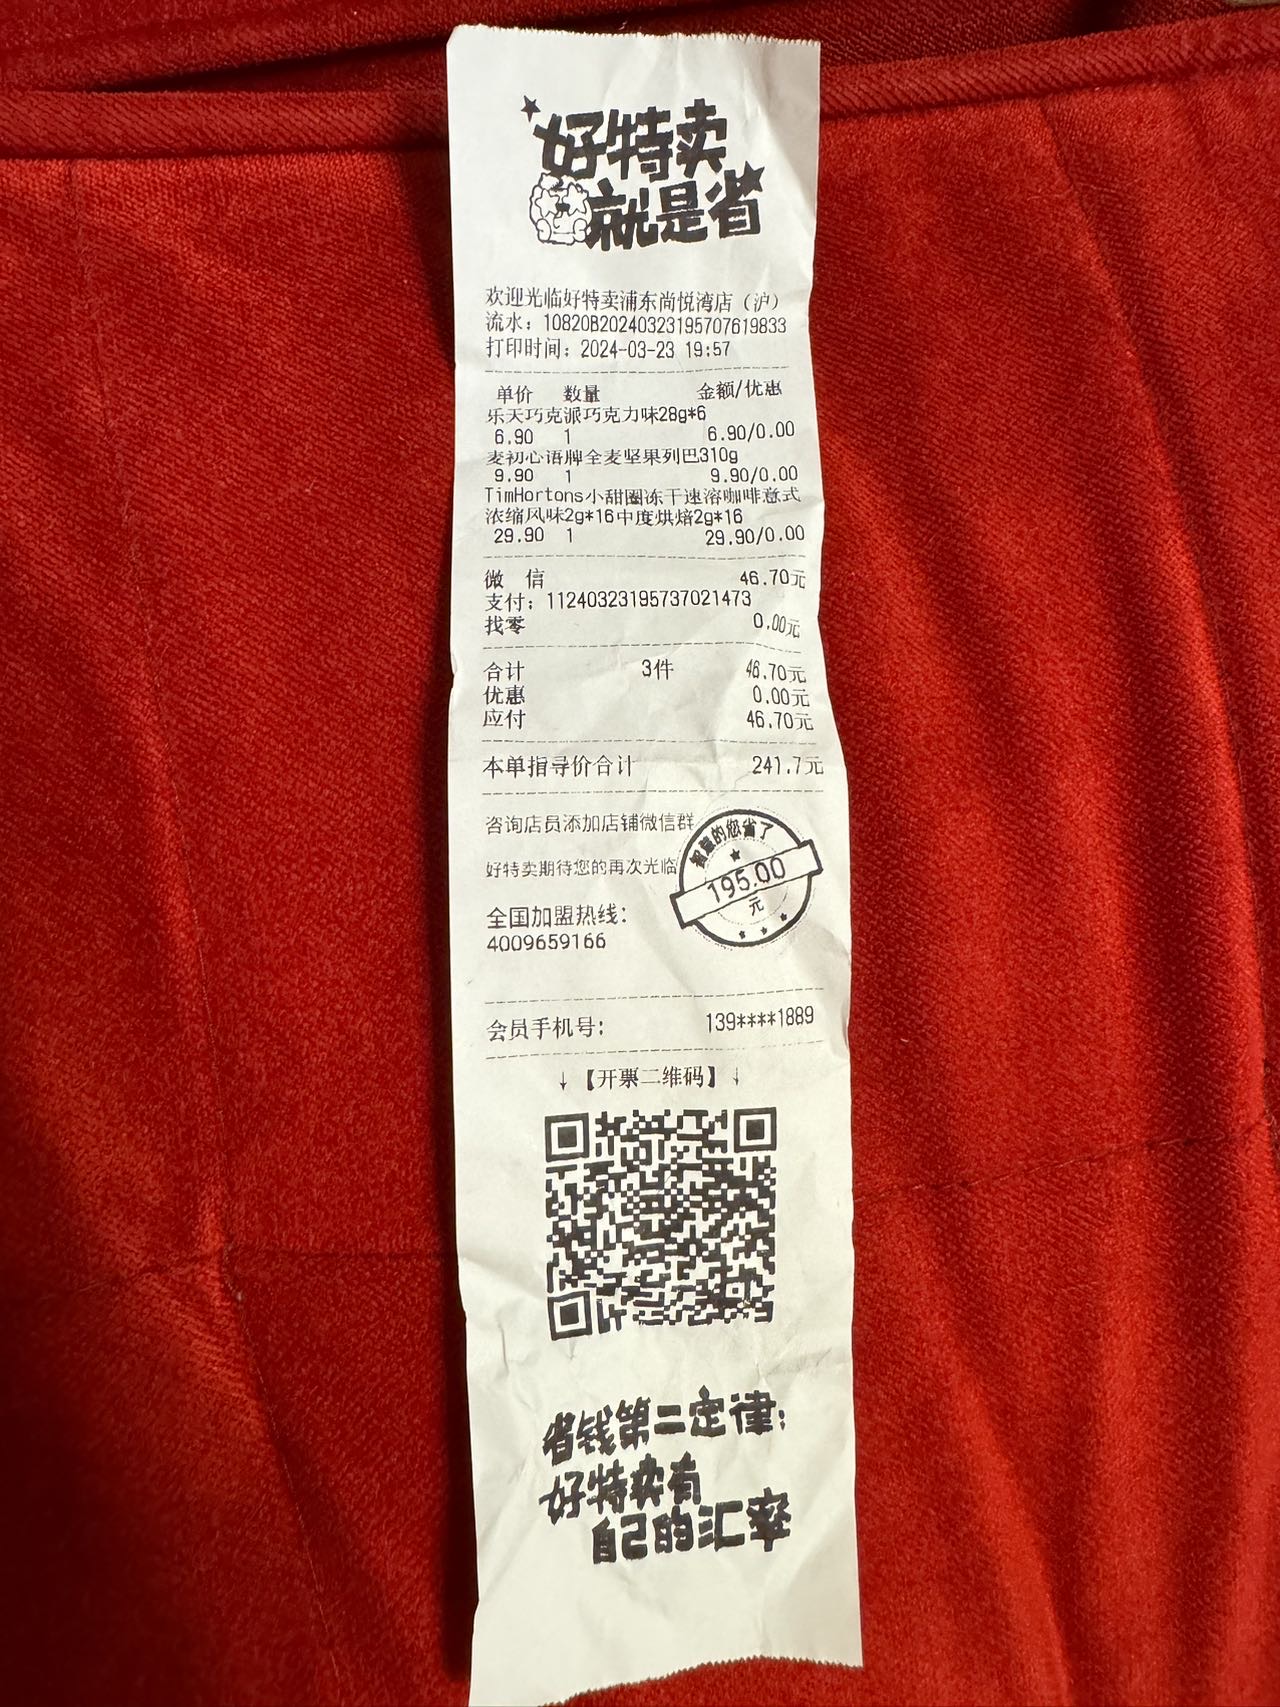 好特卖
就是省
欢迎光临好特卖浦东尚悦湾店（沪）
流水：10820B20240323195707619833
打印时间：2024-03-23 19:57
单价 数量 金额/优惠
乐天巧克派巧克力味28g*6
6.90 1 6.90/0.00
麦初心语牌全麦坚果列巴310g
9.90 1 9.90/0.00
TimHortons小甜圈冻干速溶咖啡意式
浓缩风味2g*16中度烘焙2g*16
29.90 1 29.90/0.00
微 信 46.70元
支付：11240323195737021473
找零 0.00元
合计 3件 46.70元
优惠 0.00元
应付 46.70元
本单指导价合计 241.7元
咨询店员添加店铺微信群
好特卖期待您的再次光临
智慧的您省了
195.00
元
全国加盟热线：
4009659166
会员手机号： 139****1889
↓【开票二维码】↓
省钱第二定律：
好特卖有
自己的汇率